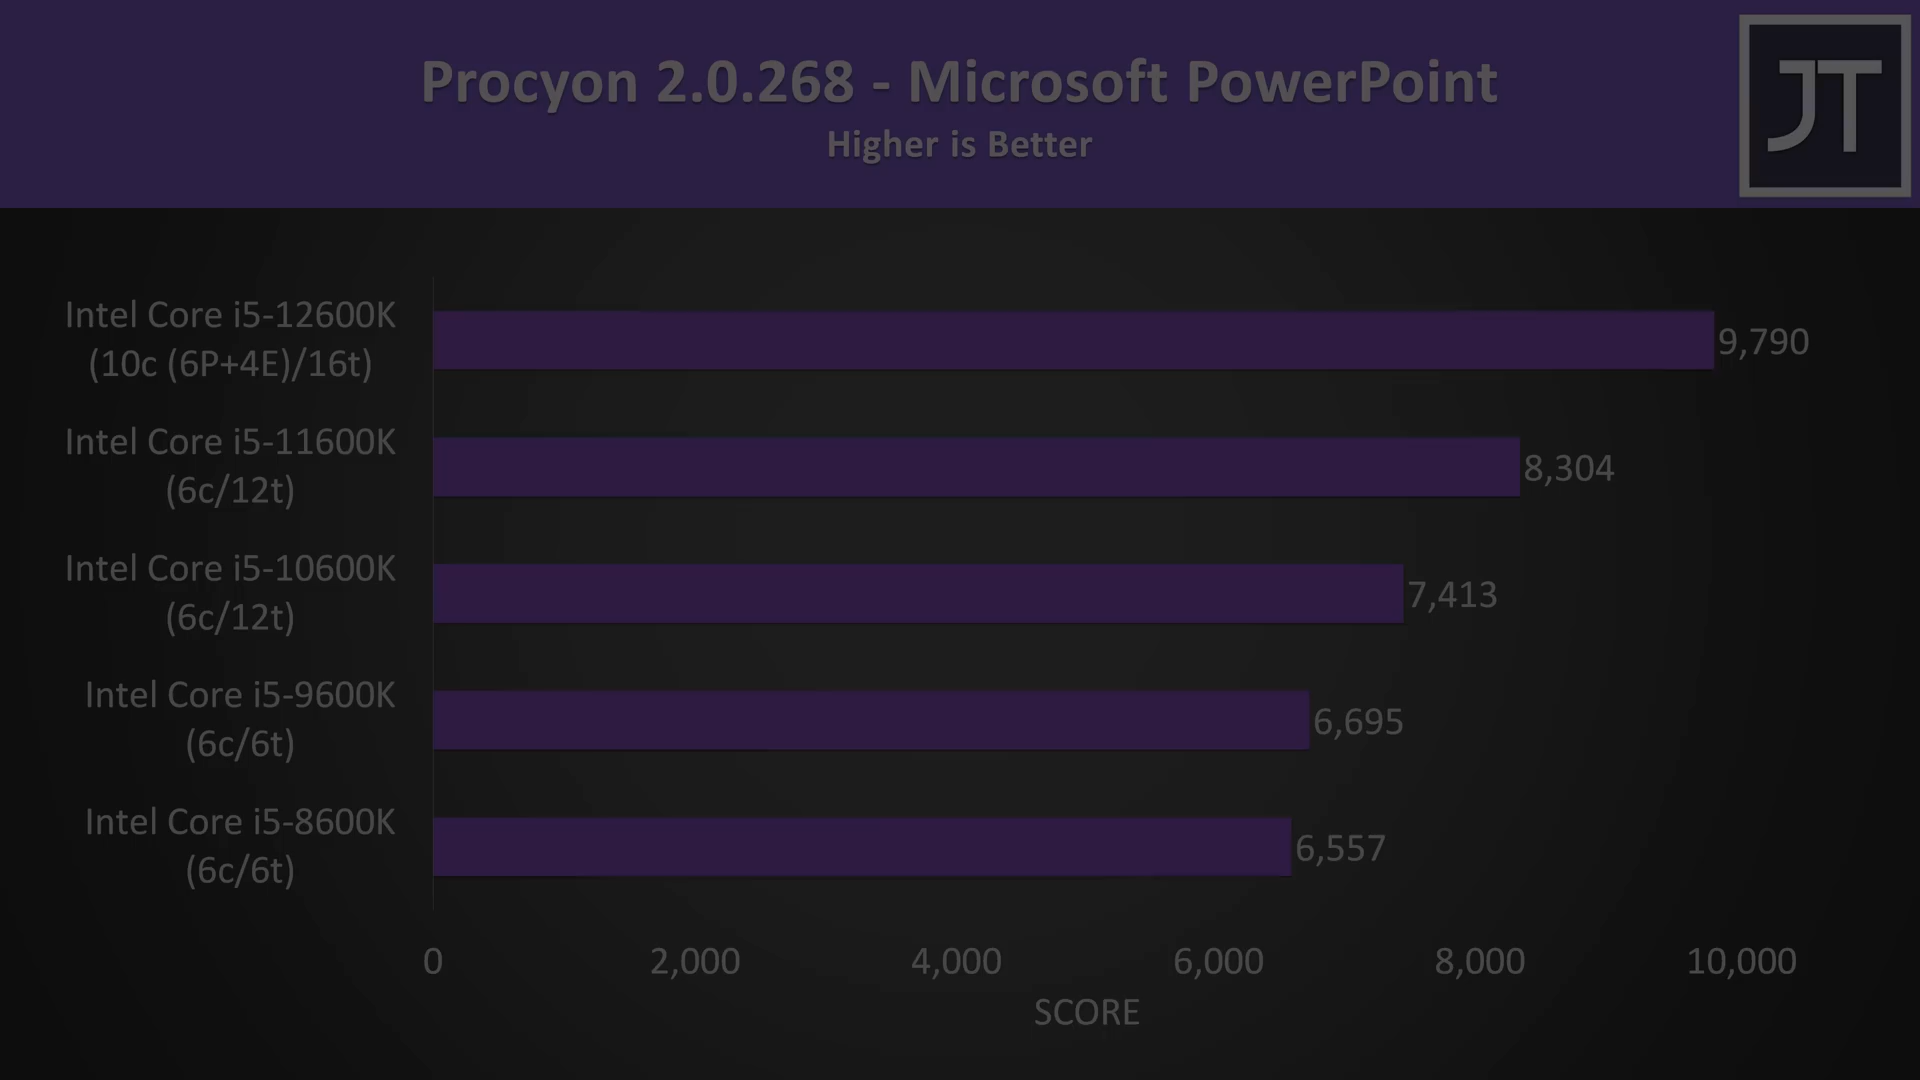 Procyon 2.0.268 - Microsoft PowerPoint
Higher is Better
JT
Intel Core i5-12600K
(10c (6P+4E)/16t)
9,790
Intel Core i5-11600K
(6c/12t)
8,304
Intel Core i5-10600K
(6c/12t)
7,413
Intel Core i5-9600K
(6c/6t)
6,695
Intel Core i5-8600K
(6c/6t)
6,557
0 2,000 4,000 6,000 8,000 10,000
SCORE